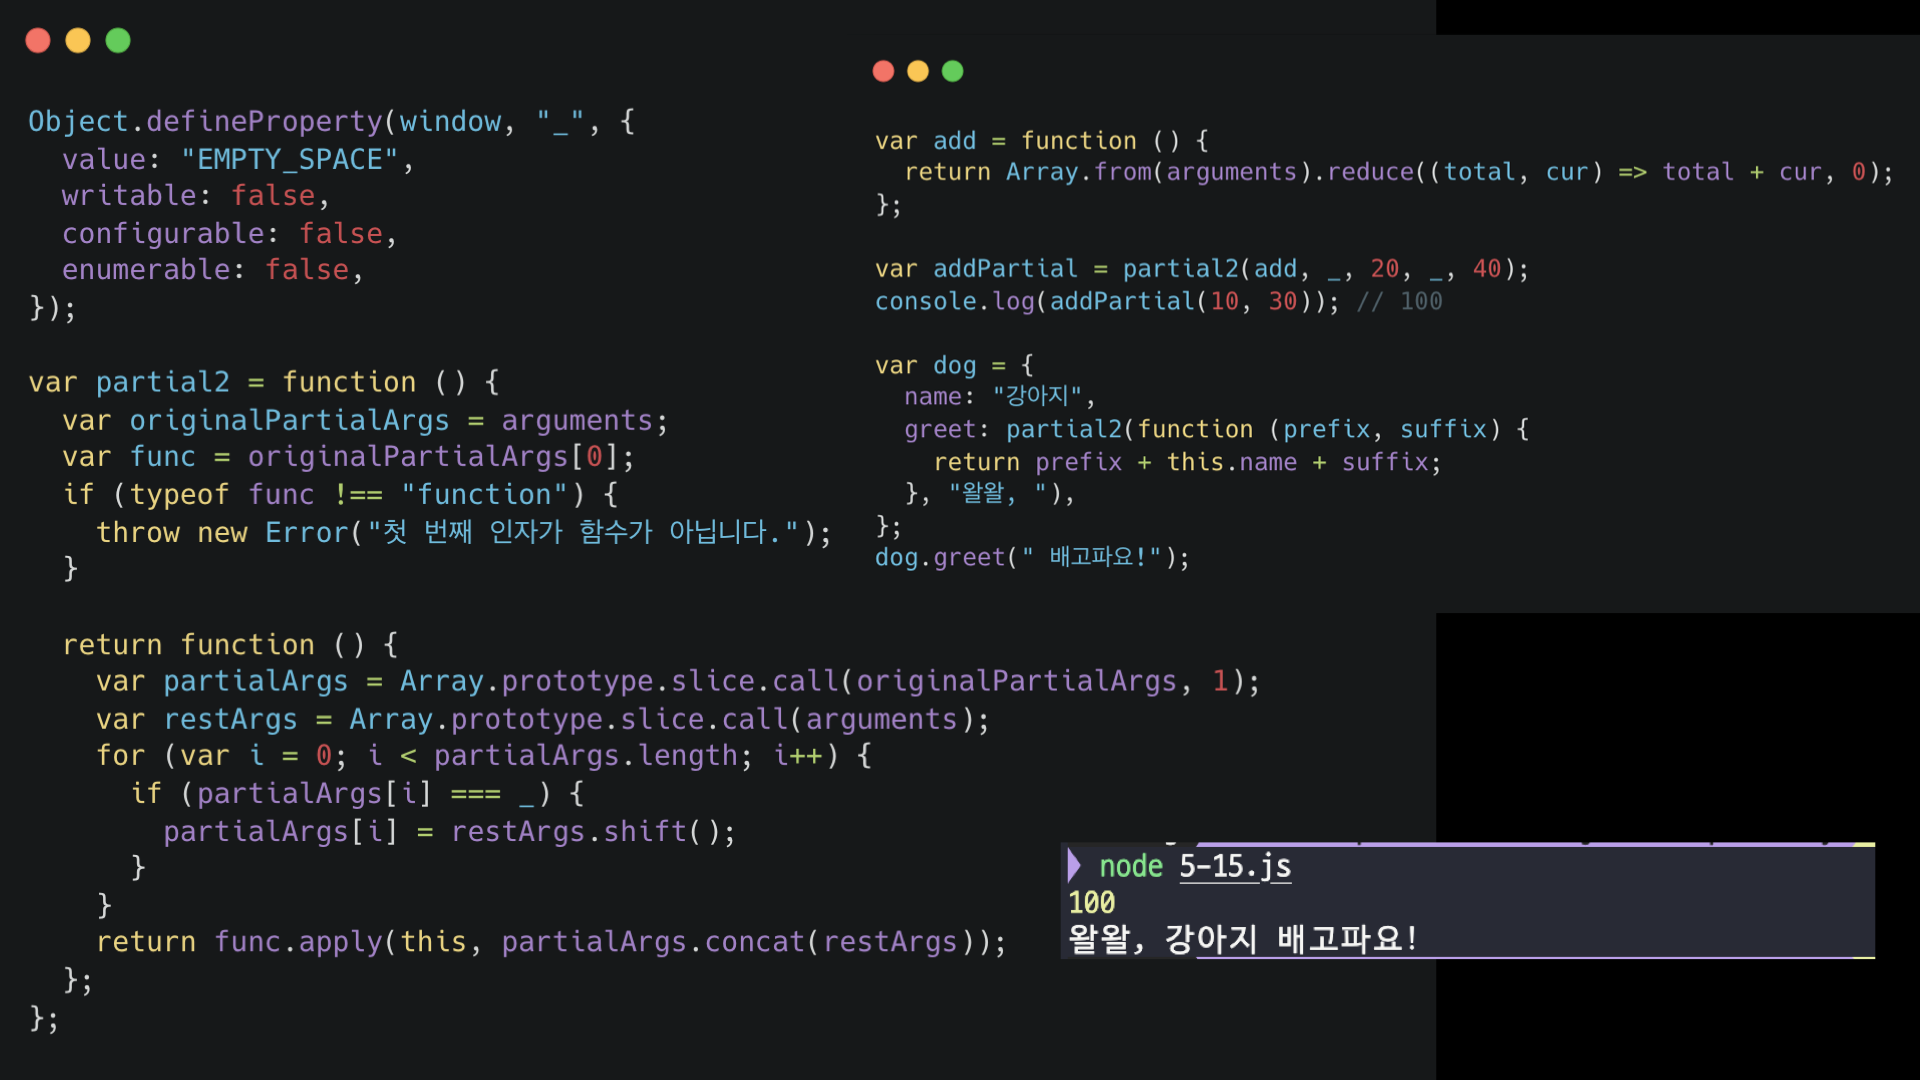 Object.defineProperty(window, "_", {
  value: "EMPTY_SPACE",
  writable: false,
  configurable: false,
  enumerable: false,
});

var partial2 = function () {
  var originalPartialArgs = arguments;
  var func = originalPartialArgs[0];
  if (typeof func !== "function") {
    throw new Error("첫 번째 인자가 함수가 아닙니다.");
  }

  return function () {
    var partialArgs = Array.prototype.slice.call(originalPartialArgs, 1);
    var restArgs = Array.prototype.slice.call(arguments);
    for (var i = 0; i < partialArgs.length; i++) {
      if (partialArgs[i] === _) {
        partialArgs[i] = restArgs.shift();
      }
    }
    return func.apply(this, partialArgs.concat(restArgs));
  };
};

var add = function () {
  return Array.from(arguments).reduce((total, cur) => total + cur, 0);
};

var addPartial = partial2(add, _, 20, _, 40);
console.log(addPartial(10, 30)); // 100

var dog = {
  name: "강아지",
  greet: partial2(function (prefix, suffix) {
    return prefix + this.name + suffix;
  }, "왈왈, "),
};
dog.greet(" 배고파요!");

node 5-15.js
100
왈왈, 강아지 배고파요!